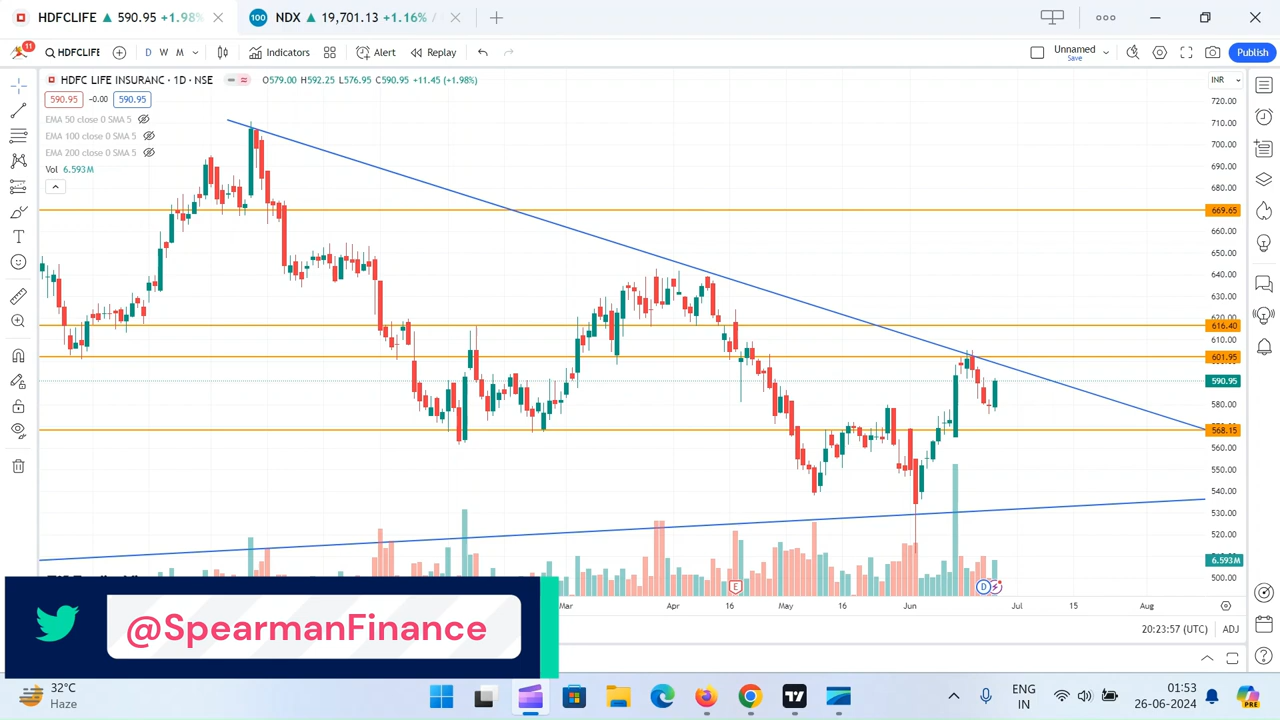 HDFCLIFE ▲ 590.95 +1.98%
100 NDX ▲ 19,701.13 +1.16% /
11 HDFCLIFE D W M Indicators Alert Replay Unnamed Save Publish
HDFC LIFE INSURANC · 1D · NSE O579.00 H592.25 L576.95 C590.95 +11.45 (+1.98%)
INR
590.95 -0.00 590.95
EMA 50 close 0 SMA 5
EMA 100 close 0 SMA 5
EMA 200 close 0 SMA 5
Vol 6.593M
720.00
710.00
700.00
690.00
680.00
669.65
660.00
650.00
640.00
630.00
620.00
616.40
610.00
601.95
590.95
580.00
568.15
560.00
550.00
540.00
530.00
520.00
6.593M
500.00
E
D
Mar Apr 16 May 16 Jun Jul 15 Aug
20:23:57 (UTC) ADJ
@SpearmanFinance
32°C
Haze
ENG
IN
01:53
26-06-2024
PRE